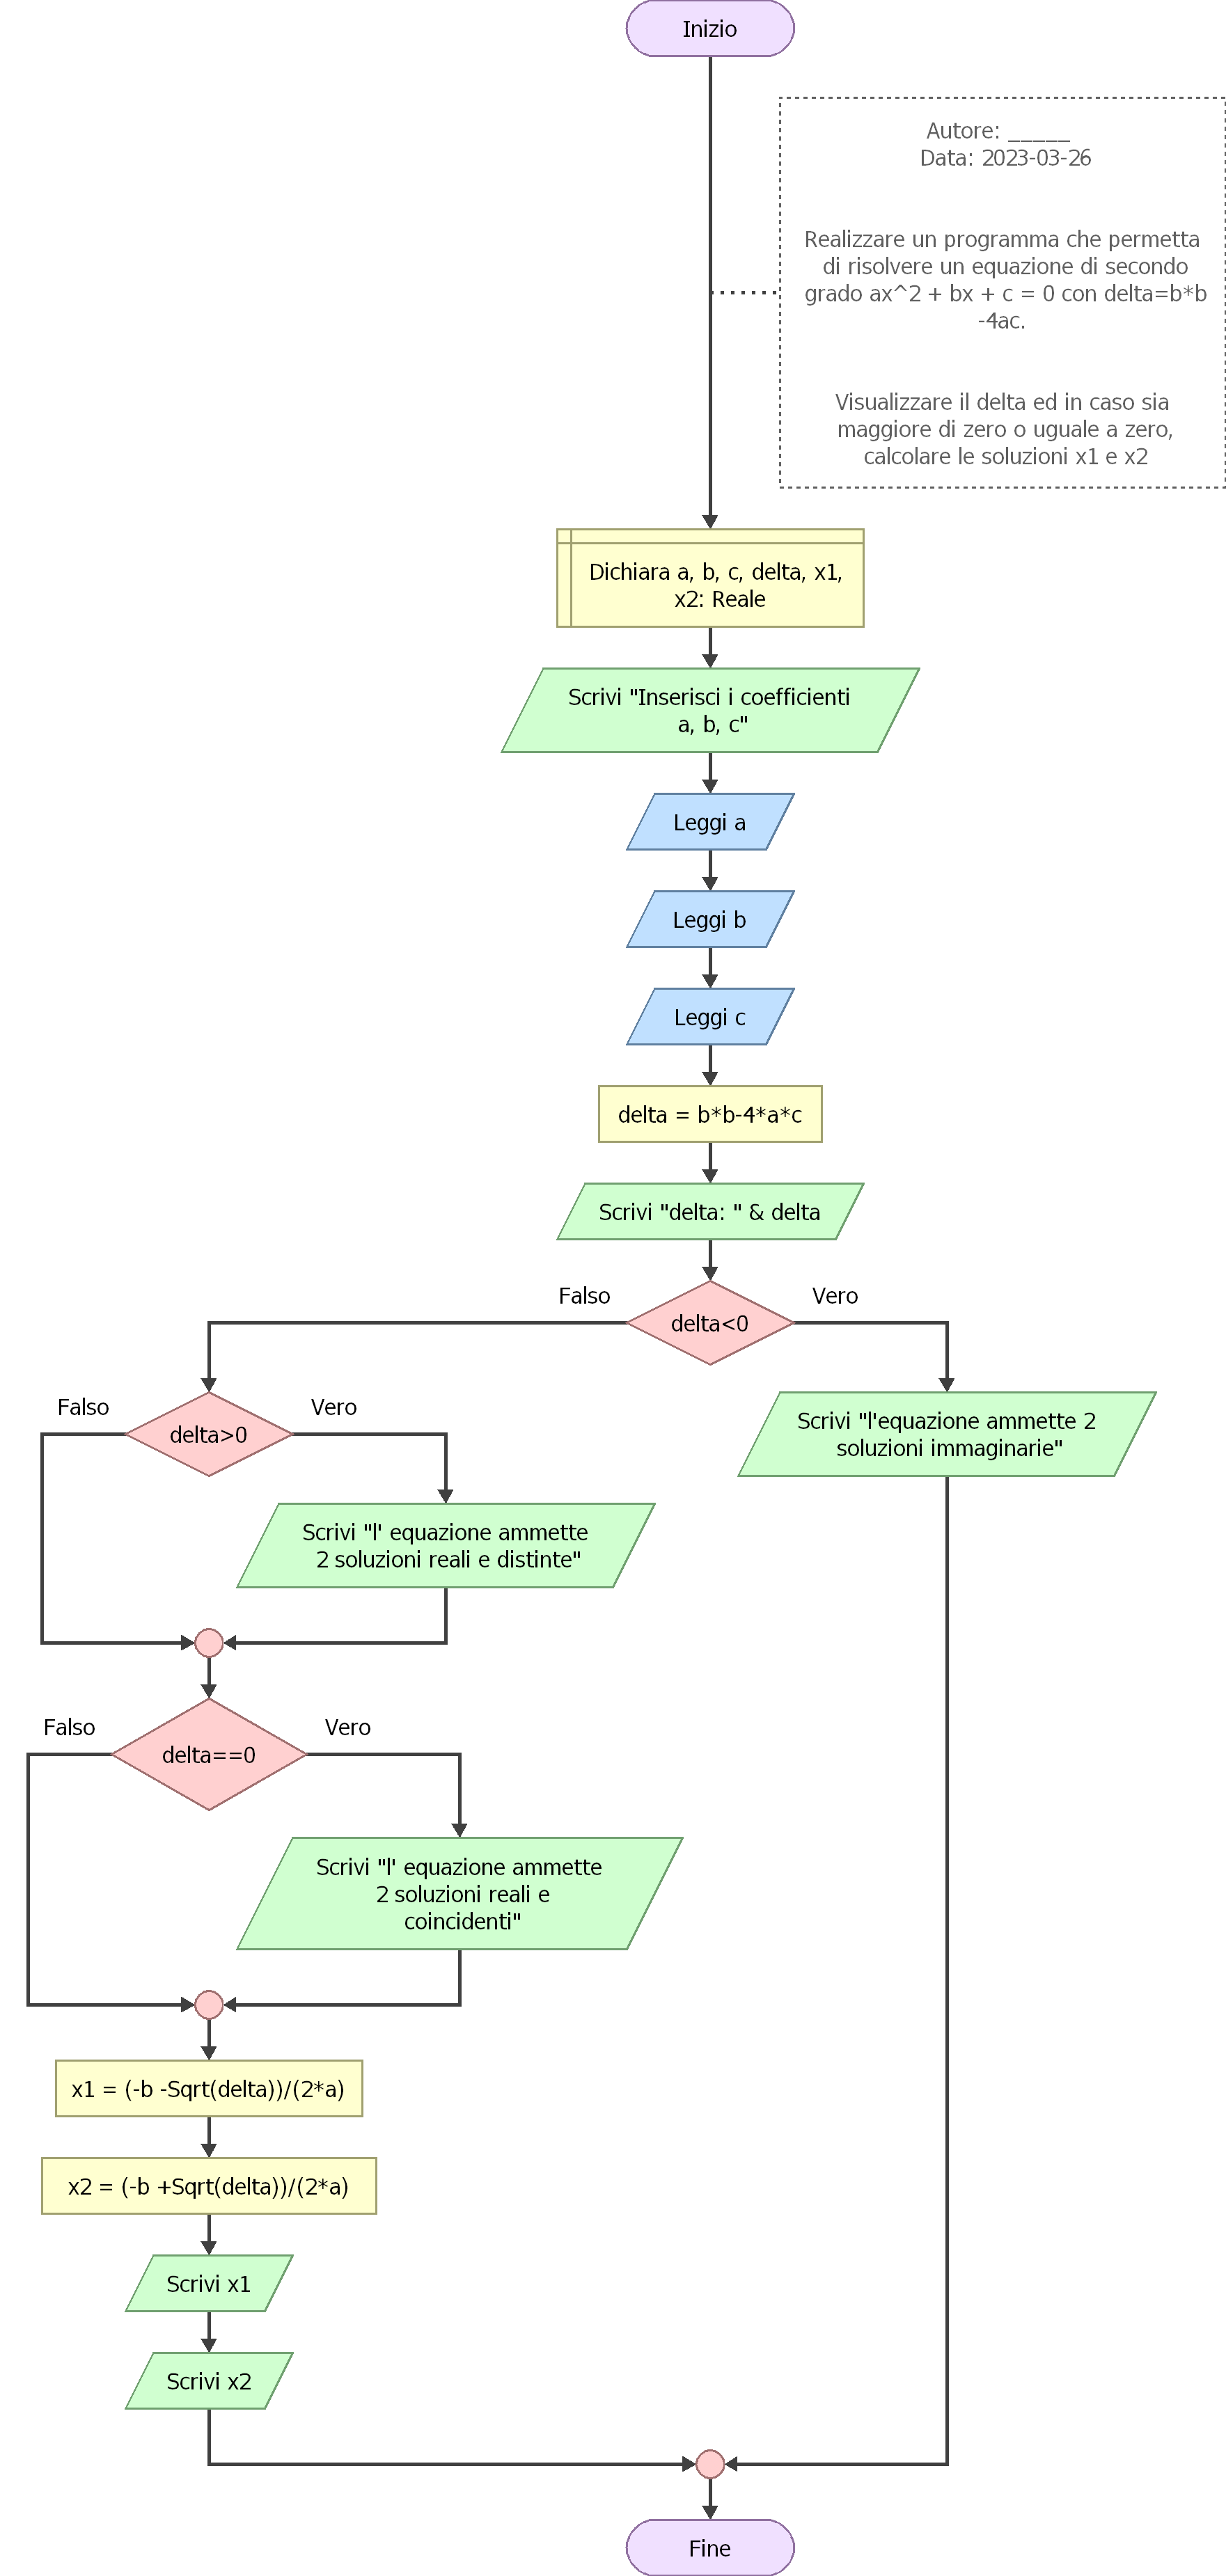 Inizio
Autore: _____
Data: 2023-03-26
Realizzare un programma che permetta
di risolvere un equazione di secondo
grado ax^2 + bx + c = 0 con delta=b*b
-4ac.
Visualizzare il delta ed in caso sia
maggiore di zero o uguale a zero,
calcolare le soluzioni x1 e x2
Dichiara a, b, c, delta, x1,
x2: Reale
Scrivi "Inserisci i coefficienti
a, b, c"
Leggi a
Leggi b
Leggi c
delta = b*b-4*a*c
Scrivi "delta: " & delta
Falso
Vero
delta<0
Falso
Vero
delta>0
Scrivi "l'equazione ammette 2
soluzioni immaginarie"
Scrivi "l' equazione ammette
2 soluzioni reali e distinte"
Falso
Vero
delta==0
Scrivi "l' equazione ammette
2 soluzioni reali e
coincidenti"
x1 = (-b -Sqrt(delta))/(2*a)
x2 = (-b +Sqrt(delta))/(2*a)
Scrivi x1
Scrivi x2
Fine